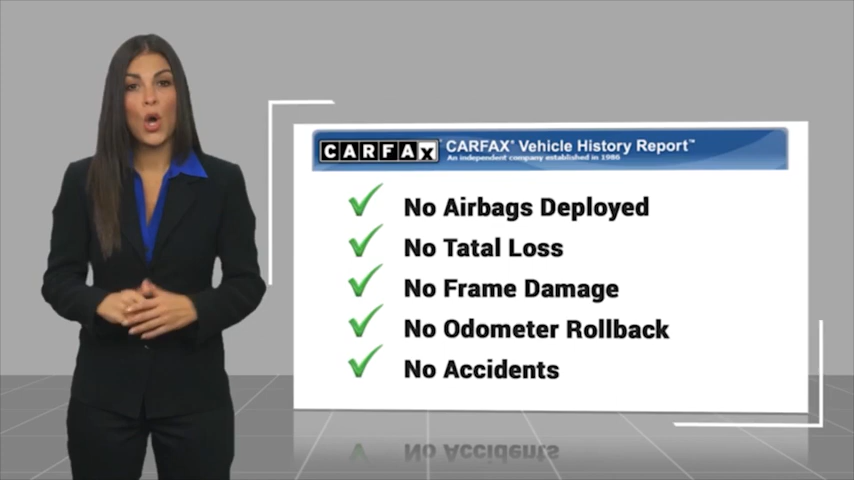 CARFAX CARFAX® Vehicle History Report™
An independent company established in 1986
No Airbags Deployed
No Tatal Loss
No Frame Damage
No Odometer Rollback
No Accidents
No Accidents